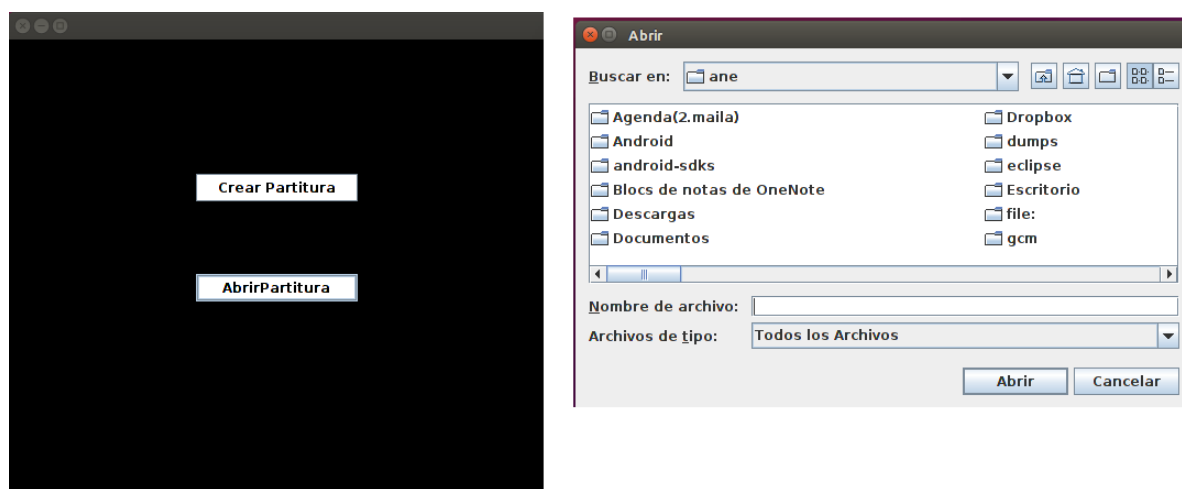 Crear Partitura
AbrirPartitura
Abrir
Buscar en: ane
Agenda(2.maila)
Android
android-sdks
Blocs de notas de OneNote
Descargas
Documentos
Dropbox
dumps
eclipse
Escritorio
file:
gcm
Nombre de archivo:
Archivos de tipo: Todos los Archivos
Abrir Cancelar